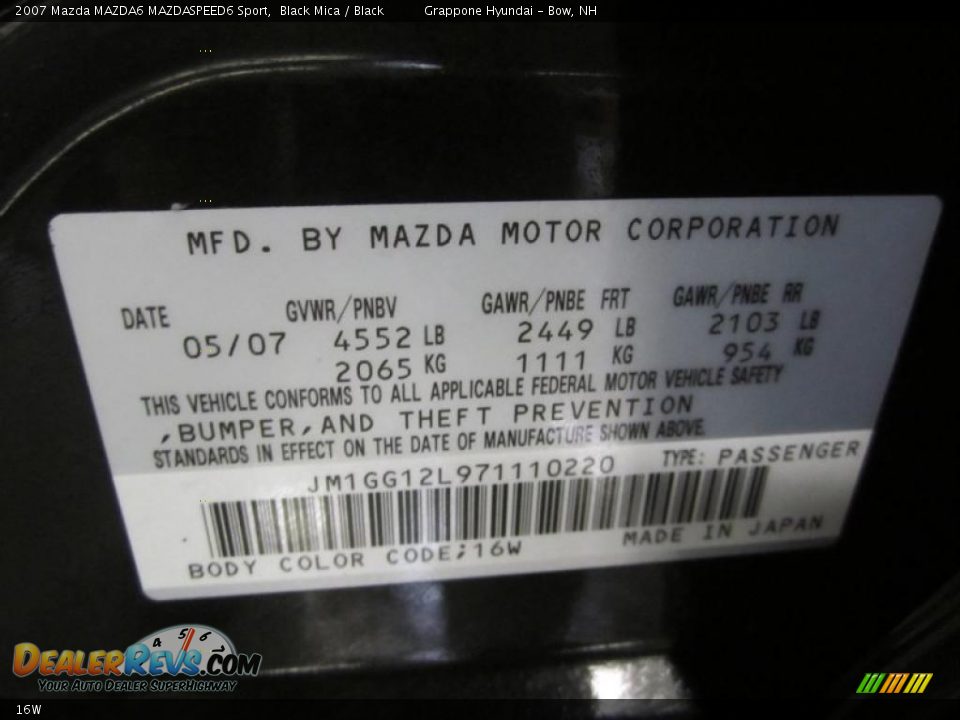 2007 Mazda MAZDA6 MAZDASPEED6 Sport, Black Mica / Black Grappone Hyundai - Bow, NH
MFD. BY MAZDA MOTOR CORPORATION
DATE GVWR/PNBV GAWR/PNBE FRT GAWR/PNBE RR
05/07 4552 LB 2449 LB 2103 LB
2065 KG 1111 KG 954 KG
THIS VEHICLE CONFORMS TO ALL APPLICABLE FEDERAL MOTOR VEHICLE SAFETY
,BUMPER,AND THEFT PREVENTION
STANDARDS IN EFFECT ON THE DATE OF MANUFACTURE SHOWN ABOVE.
JM1GG12L971110220 TYPE: PASSENGER
BODY COLOR CODE;16W MADE IN JAPAN
4 5 6
DEALERREVS.COM
YOUR AUTO DEALER SUPERHIGHWAY
16W